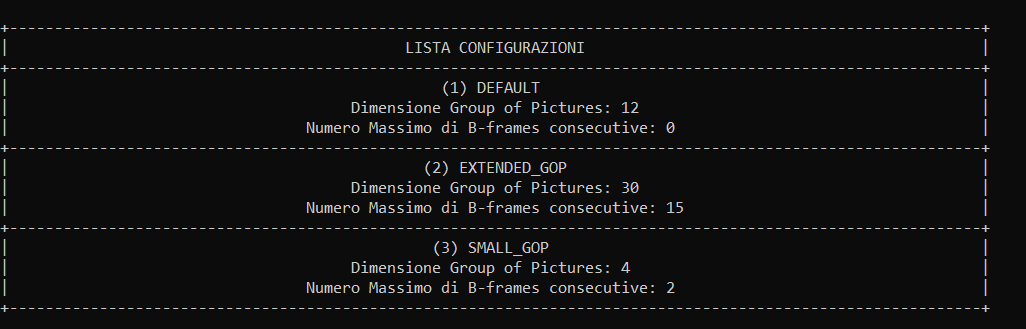 LISTA CONFIGURAZIONI
(1) DEFAULT
Dimensione Group of Pictures: 12
Numero Massimo di B-frames consecutive: 0
(2) EXTENDED_GOP
Dimensione Group of Pictures: 30
Numero Massimo di B-frames consecutive: 15
(3) SMALL_GOP
Dimensione Group of Pictures: 4
Numero Massimo di B-frames consecutive: 2